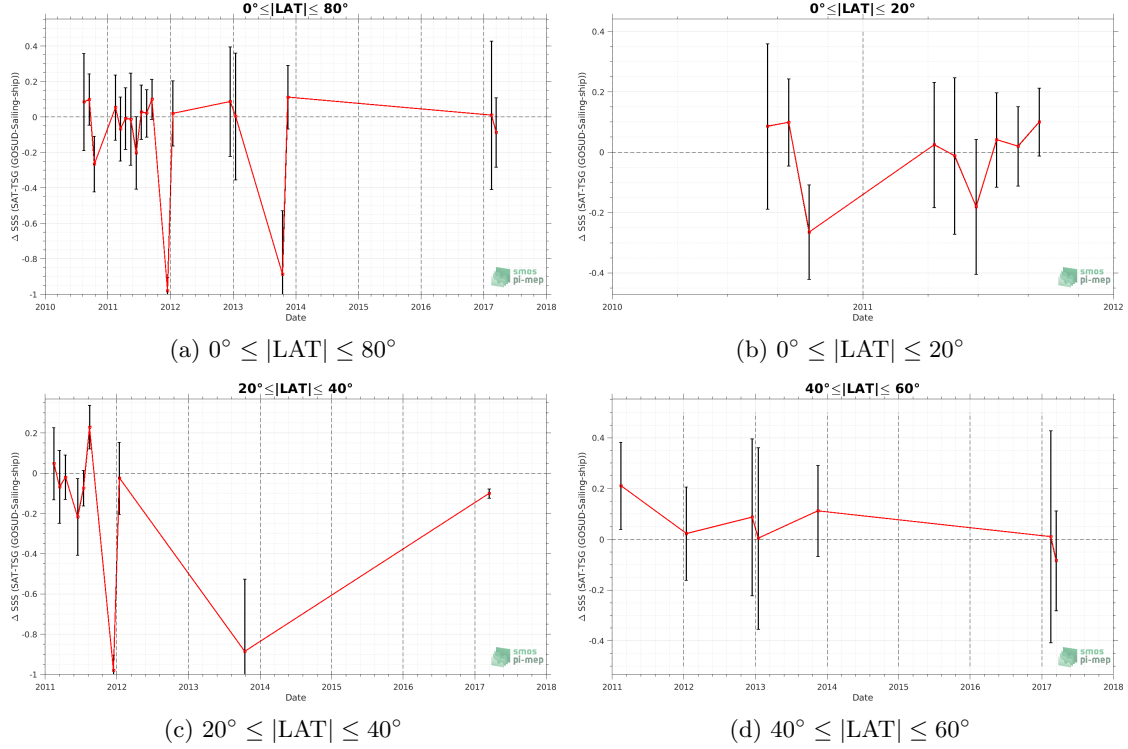 0°≤|LAT|≤ 80°
Δ SSS (SAT-TSG (GOSUD-Sailing-ship))
0.4
0.2
0
-0.2
-0.4
-0.6
-0.8
-1
2010 2011 2012 2013 2014 2015 2016 2017 2018
Date
smos
pi-mep
(a) 0° ≤ |LAT| ≤ 80°
0°≤|LAT|≤ 20°
Δ SSS (SAT-TSG (GOSUD-Sailing-ship))
0.4
0.2
0
-0.2
-0.4
2010 2011 2012
Date
smos
pi-mep
(b) 0° ≤ |LAT| ≤ 20°
20°≤|LAT|≤ 40°
Δ SSS (SAT-TSG (GOSUD-Sailing-ship))
0.2
0
-0.2
-0.4
-0.6
-0.8
-1
2011 2012 2013 2014 2015 2016 2017 2018
Date
smos
pi-mep
(c) 20° ≤ |LAT| ≤ 40°
40°≤|LAT|≤ 60°
Δ SSS (SAT-TSG (GOSUD-Sailing-ship))
0.4
0.2
0
-0.2
-0.4
2011 2012 2013 2014 2015 2016 2017 2018
Date
smos
pi-mep
(d) 40° ≤ |LAT| ≤ 60°